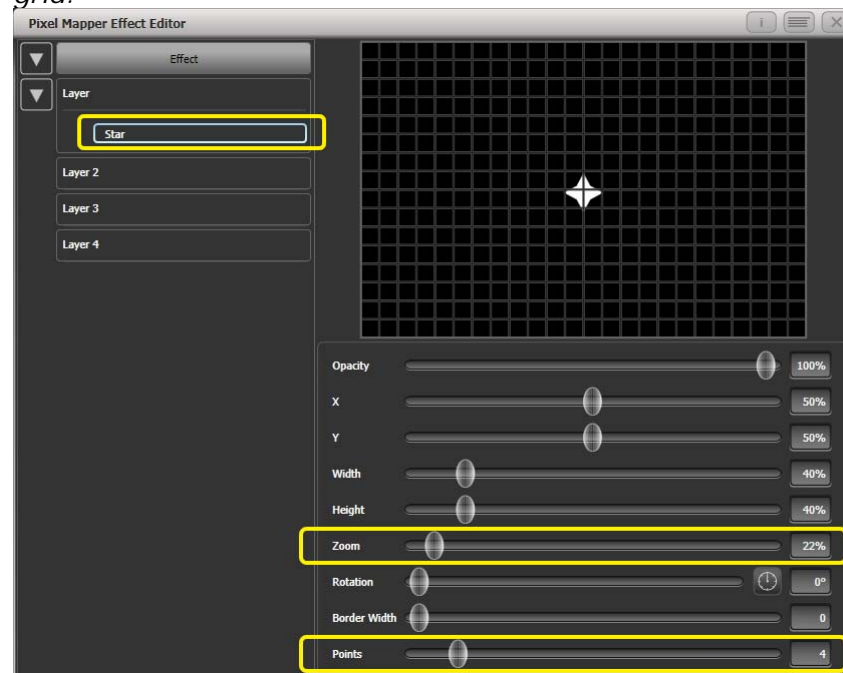 grid.
Pixel Mapper Effect Editor
i
Effect
Layer
Star
Layer 2
Layer 3
Layer 4
Opacity 100%
X 50%
Y 50%
Width 40%
Height 40%
Zoom 22%
Rotation 0°
Border Width 0
Points 4